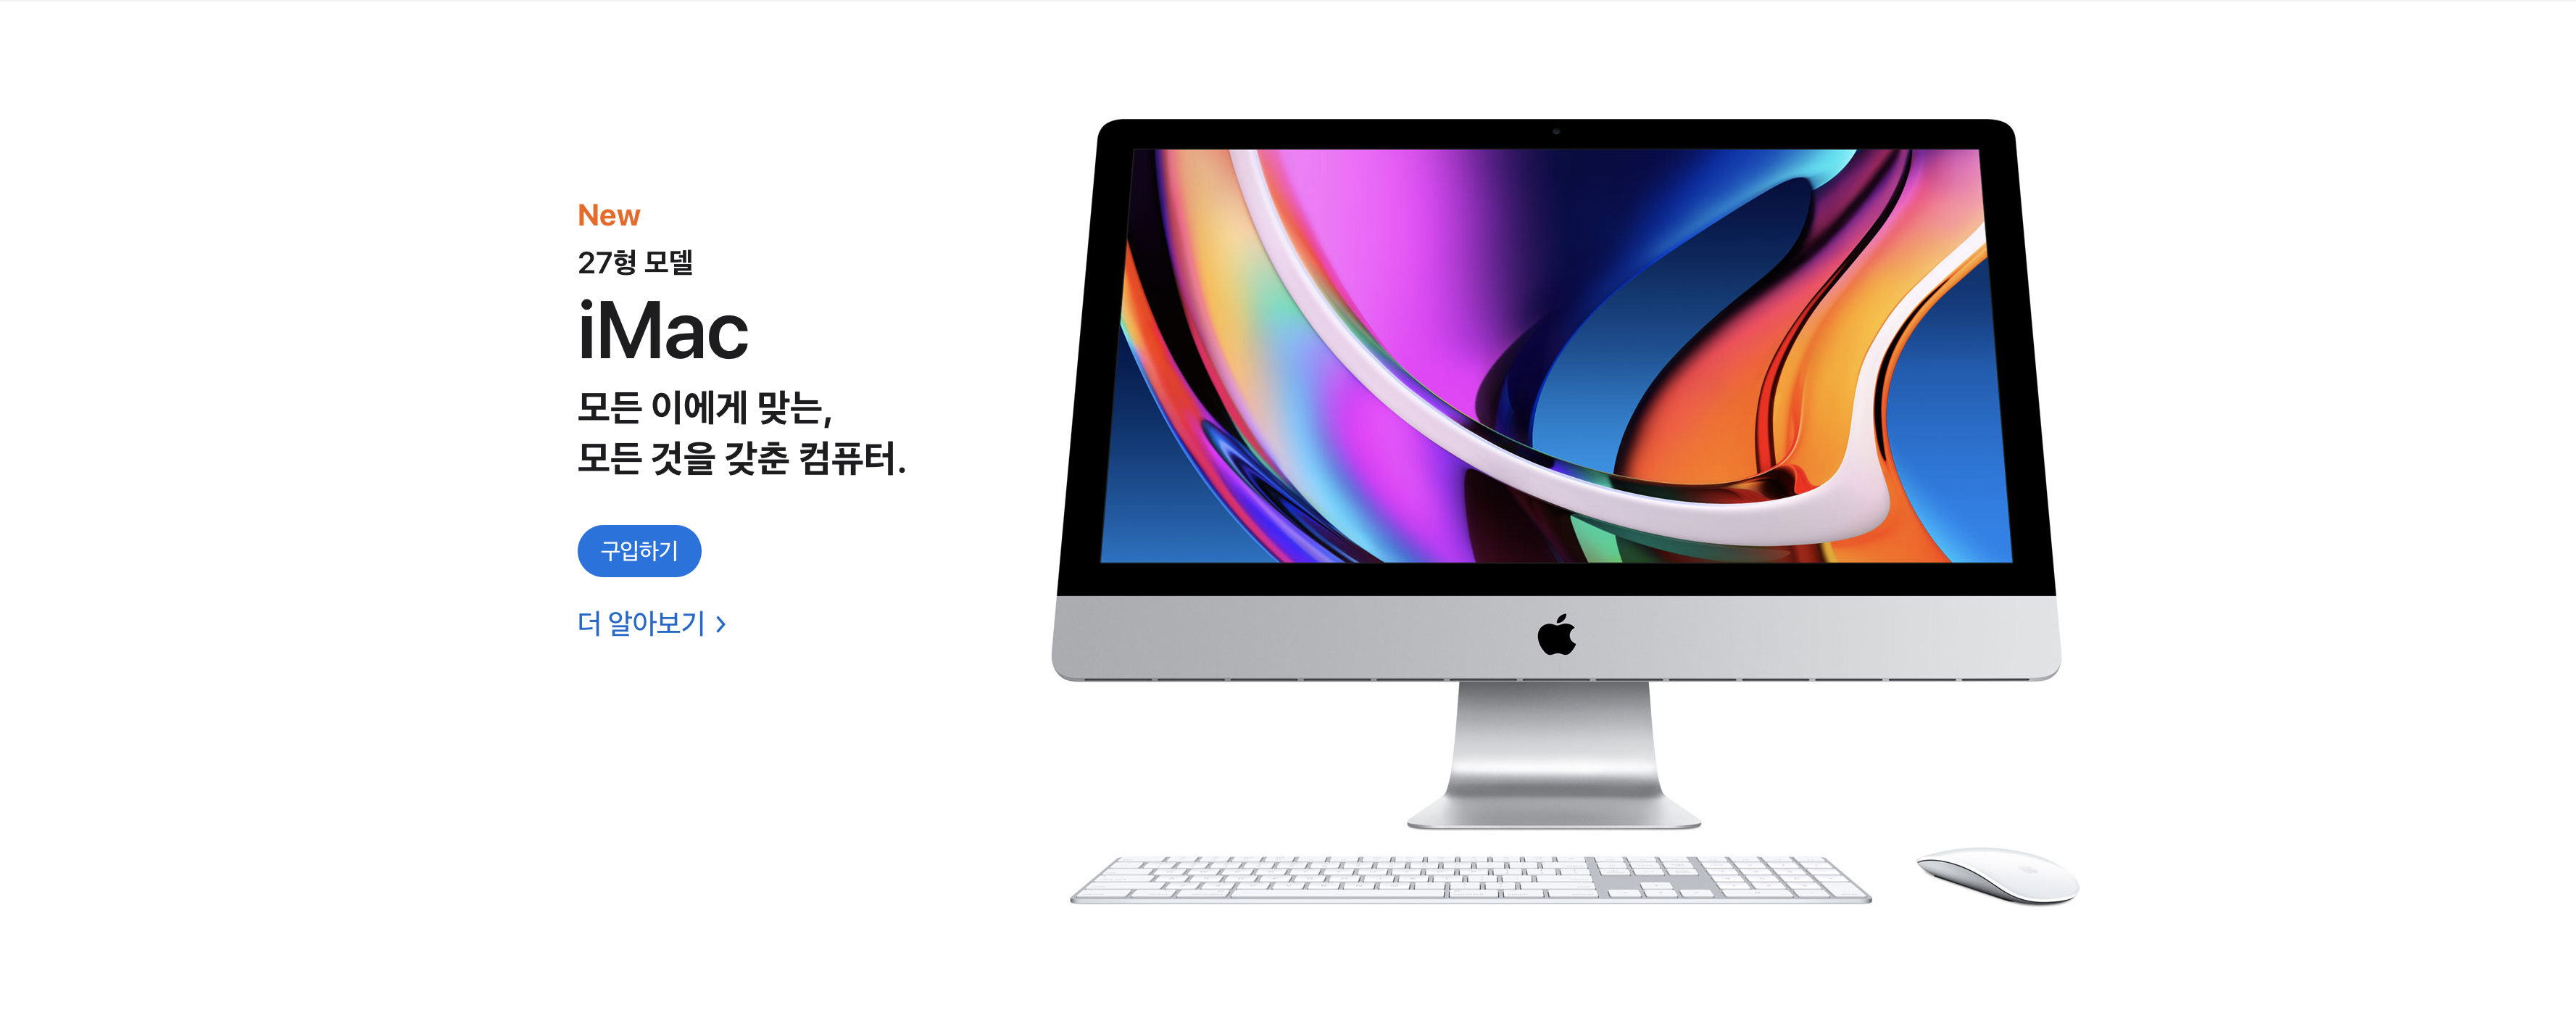 New
27형 모델
iMac
모든 이에게 맞는,
모든 것을 갖춘 컴퓨터.
구입하기
더 알아보기 >